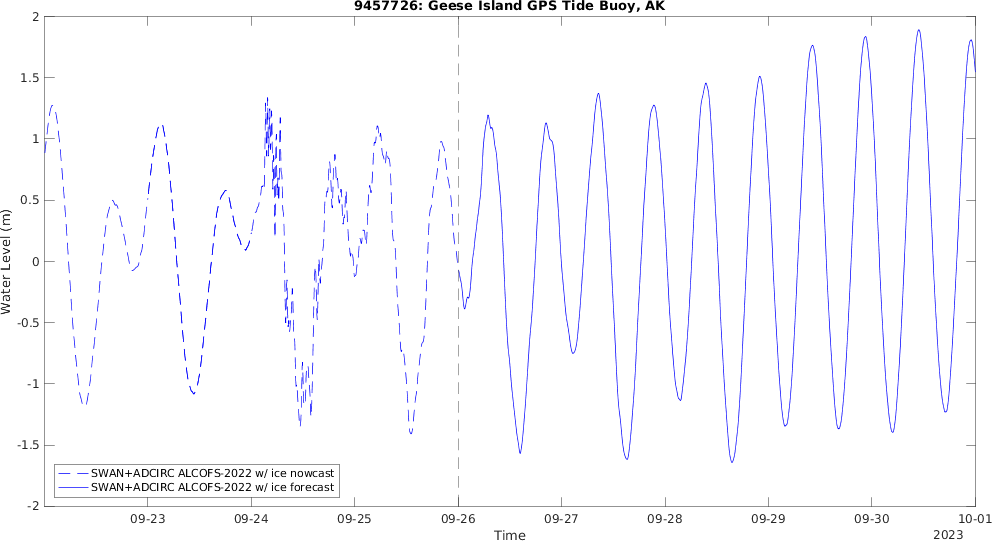 9457726: Geese Island GPS Tide Buoy, AK
2
1.5
1
0.5
0
-0.5
-1
-1.5
-2
Water Level (m)
SWAN+ADCIRC ALCOFS-2022 w/ ice nowcast
SWAN+ADCIRC ALCOFS-2022 w/ ice forecast
09-23 09-24 09-25 09-26 09-27 09-28 09-29 09-30 10-01
Time
2023